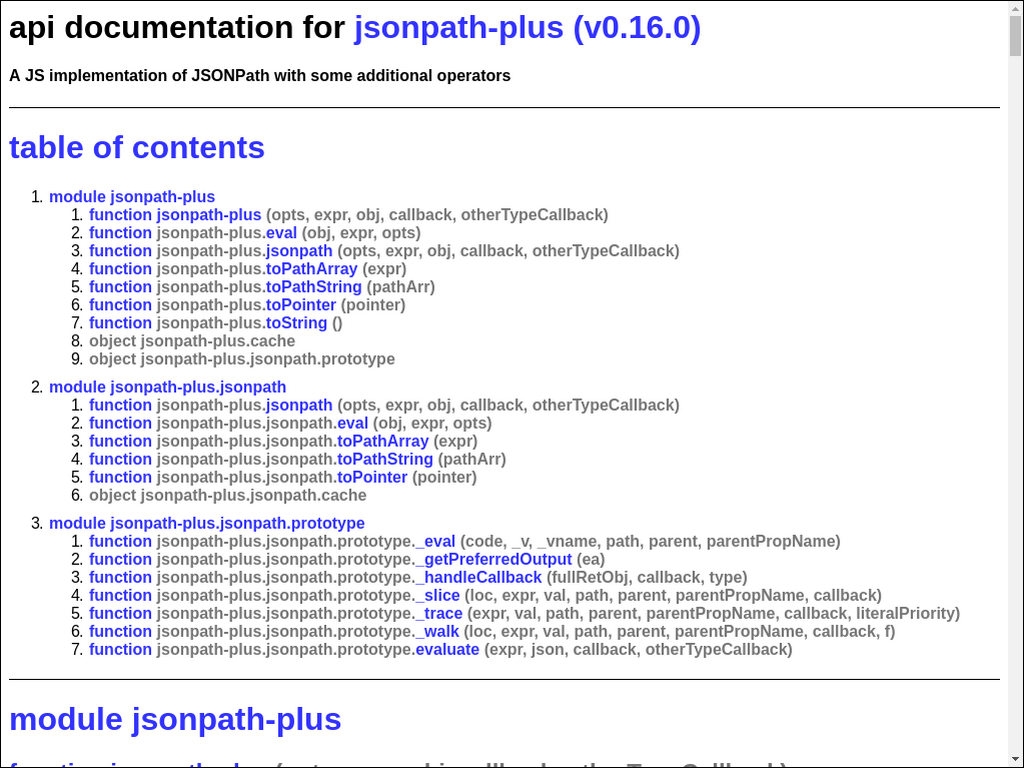 api documentation for jsonpath-plus (v0.16.0)
A JS implementation of JSONPath with some additional operators
table of contents
1. module jsonpath-plus
1. function jsonpath-plus (opts, expr, obj, callback, otherTypeCallback)
2. function jsonpath-plus.eval (obj, expr, opts)
3. function jsonpath-plus.jsonpath (opts, expr, obj, callback, otherTypeCallback)
4. function jsonpath-plus.toPathArray (expr)
5. function jsonpath-plus.toPathString (pathArr)
6. function jsonpath-plus.toPointer (pointer)
7. function jsonpath-plus.toString ()
8. object jsonpath-plus.cache
9. object jsonpath-plus.jsonpath.prototype
2. module jsonpath-plus.jsonpath
1. function jsonpath-plus.jsonpath (opts, expr, obj, callback, otherTypeCallback)
2. function jsonpath-plus.jsonpath.eval (obj, expr, opts)
3. function jsonpath-plus.jsonpath.toPathArray (expr)
4. function jsonpath-plus.jsonpath.toPathString (pathArr)
5. function jsonpath-plus.jsonpath.toPointer (pointer)
6. object jsonpath-plus.jsonpath.cache
3. module jsonpath-plus.jsonpath.prototype
1. function jsonpath-plus.jsonpath.prototype._eval (code, _v, _vname, path, parent, parentPropName)
2. function jsonpath-plus.jsonpath.prototype._getPreferredOutput (ea)
3. function jsonpath-plus.jsonpath.prototype._handleCallback (fullRetObj, callback, type)
4. function jsonpath-plus.jsonpath.prototype._slice (loc, expr, val, path, parent, parentPropName, callback)
5. function jsonpath-plus.jsonpath.prototype._trace (expr, val, path, parent, parentPropName, callback, literalPriority)
6. function jsonpath-plus.jsonpath.prototype._walk (loc, expr, val, path, parent, parentPropName, callback, f)
7. function jsonpath-plus.jsonpath.prototype.evaluate (expr, json, callback, otherTypeCallback)
module jsonpath-plus